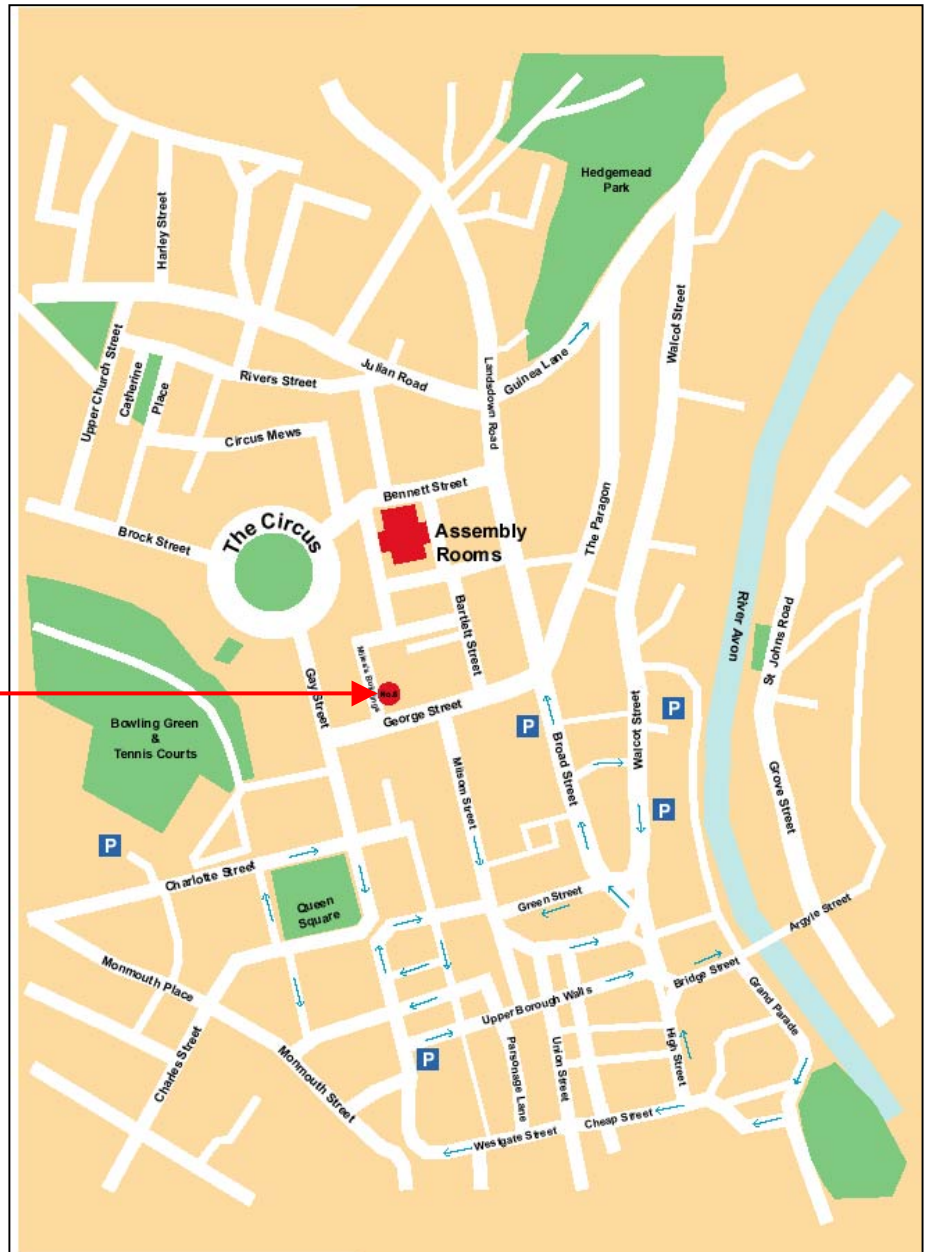 Hedgemead
Park
Harley Street
Walcot Street
Upper Church Street
Catherine
Place
Rivers Street
Julian Road
Landsdown Road
Guinea Lane
Circus Mews
Bennett Street
The Circus
Brock Street
Assembly
Rooms
The Paragon
River Avon
St Johns Road
Bartlett Street
Gay Street
No.8
George Street
Bowling Green
&
Tennis Courts
P
P
Walcot Street
Broad Street
Milsom Street
Grove Street
P
P
Charlotte Street
Queen
Square
Green Street
Argyle Street
Monmouth Place
Bridge Street
Grand Parade
Upper Borough Walls
Charles Street
Monmouth Street
P
Parsonage Lane
Union Street
High Street
Cheap Street
Westgate Street